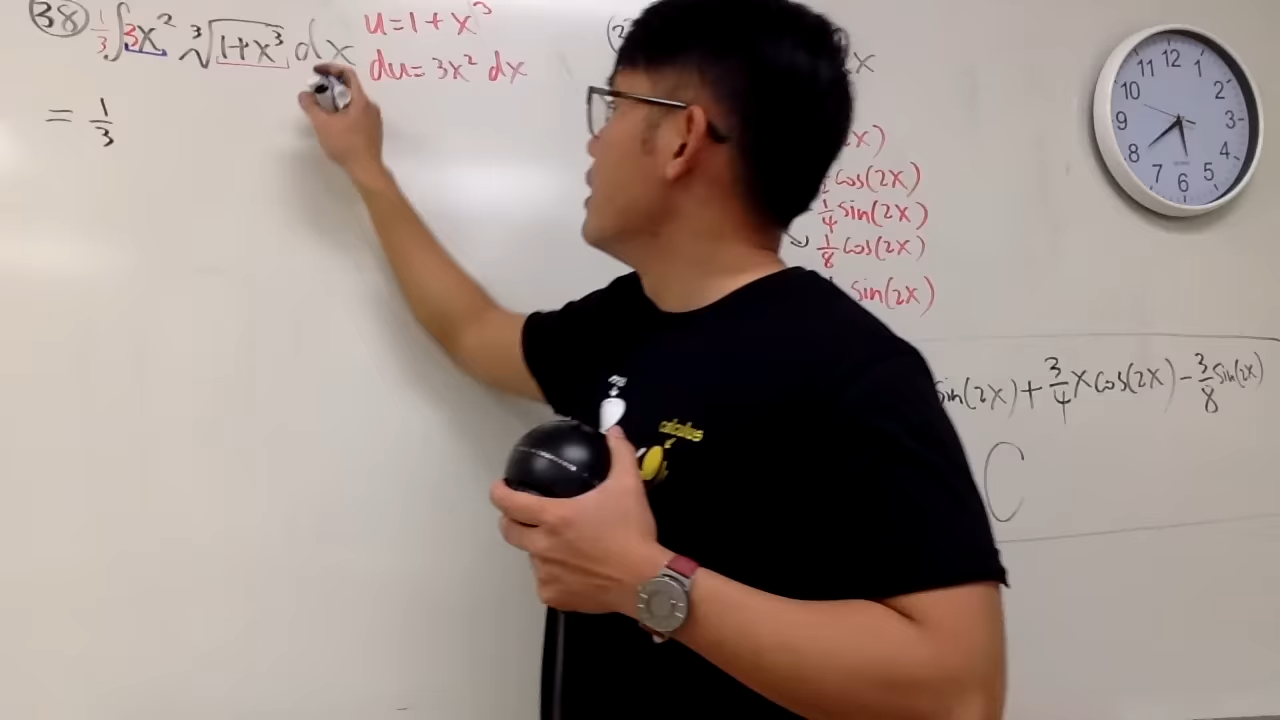 38 1/3 ∫ 3x² ∛(1+x³) dx
u = 1 + x³
du = 3x² dx
= 1/3
x
x)
cos(2x)
1/4 sin(2x)
1/8 cos(2x)
sin(2x)
sin(2x) + 3/4 x cos(2x) - 3/8 sin(2x)
C
calculus
12 1 2 3 4 5 6 7 8 9 10 11